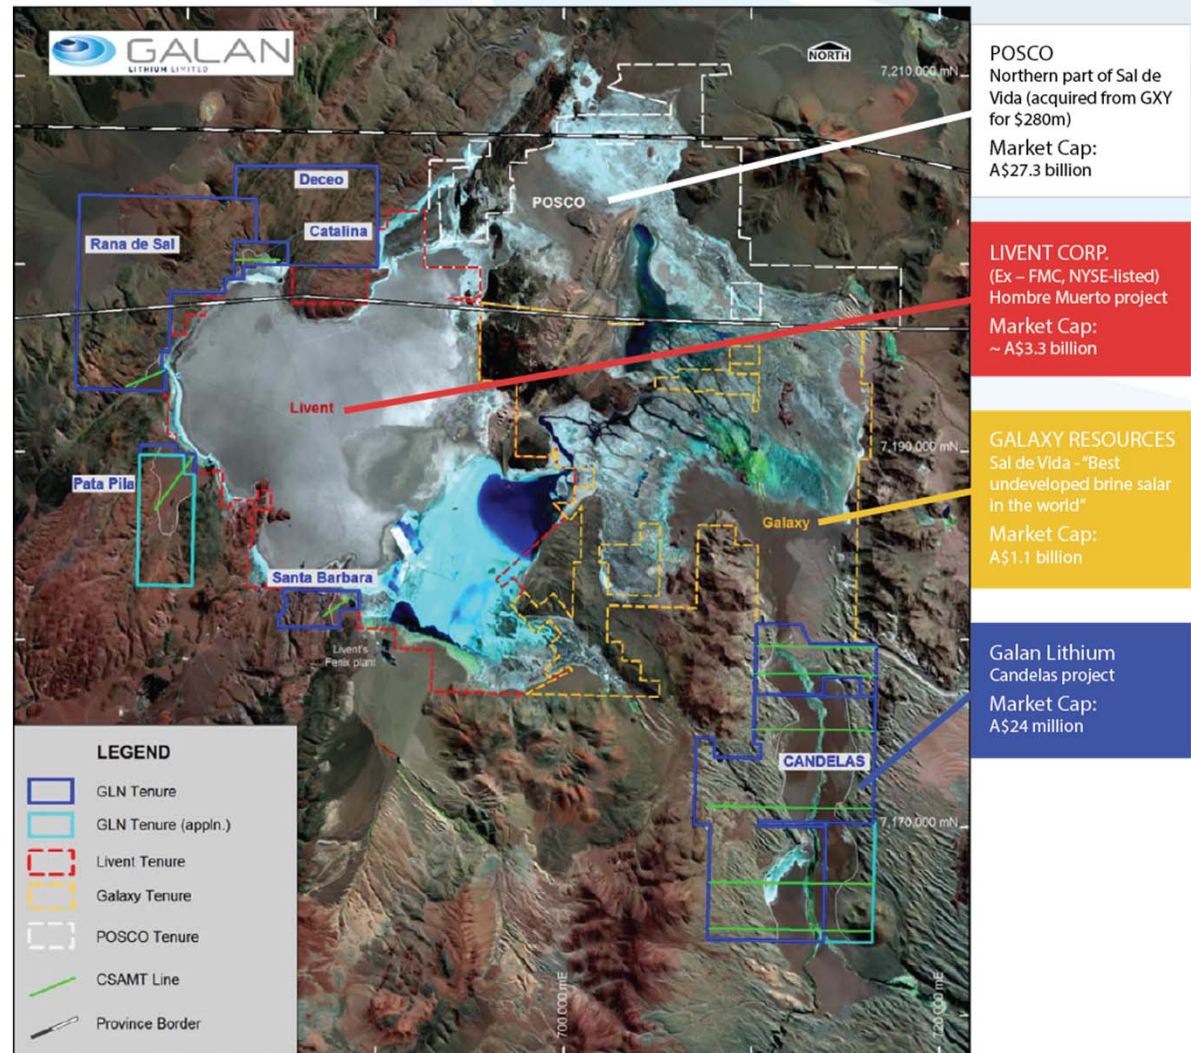 GALAN
LITHIUM LIMITED
NORTH
7,210,000 mN
Deceo
Catalina
Rana de Sal
POSCO
Livent
7,190,000 mN
Pata Pila
Galaxy
Santa Barbara
Livent's
Fenix plant
CANDELAS
7,170,000 mN
700,000 mE
720,000 mE
LEGEND
GLN Tenure
GLN Tenure (appln.)
Livent Tenure
Galaxy Tenure
POSCO Tenure
CSAMT Line
Province Border
POSCO
Northern part of Sal de
Vida (acquired from GXY
for $280m)
Market Cap:
A$27.3 billion
LIVENT CORP.
(Ex – FMC, NYSE-listed)
Hombre Muerto project
Market Cap:
~ A$3.3 billion
GALAXY RESOURCES
Sal de Vida - “Best
undeveloped brine salar
in the world”
Market Cap:
A$1.1 billion
Galan Lithium
Candelas project
Market Cap:
A$24 million